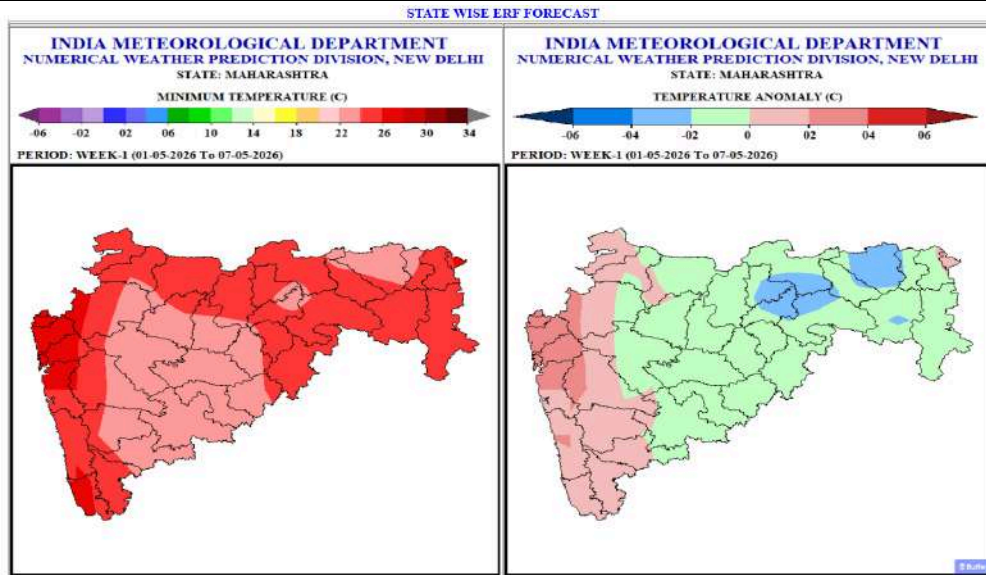 STATE WISE ERF FORECAST
INDIA METEOROLOGICAL DEPARTMENT
NUMERICAL WEATHER PREDICTION DIVISION, NEW DELHI
STATE: MAHARASHTRA
MINIMUM TEMPERATURE (C)
-06 -02 02 06 10 14 18 22 26 30 34
PERIOD: WEEK-1 (01-05-2026 To 07-05-2026)
INDIA METEOROLOGICAL DEPARTMENT
NUMERICAL WEATHER PREDICTION DIVISION, NEW DELHI
STATE: MAHARASHTRA
TEMPERATURE ANOMALY (C)
-06 -04 -02 0 02 04 06
PERIOD: WEEK-1 (01-05-2026 To 07-05-2026)